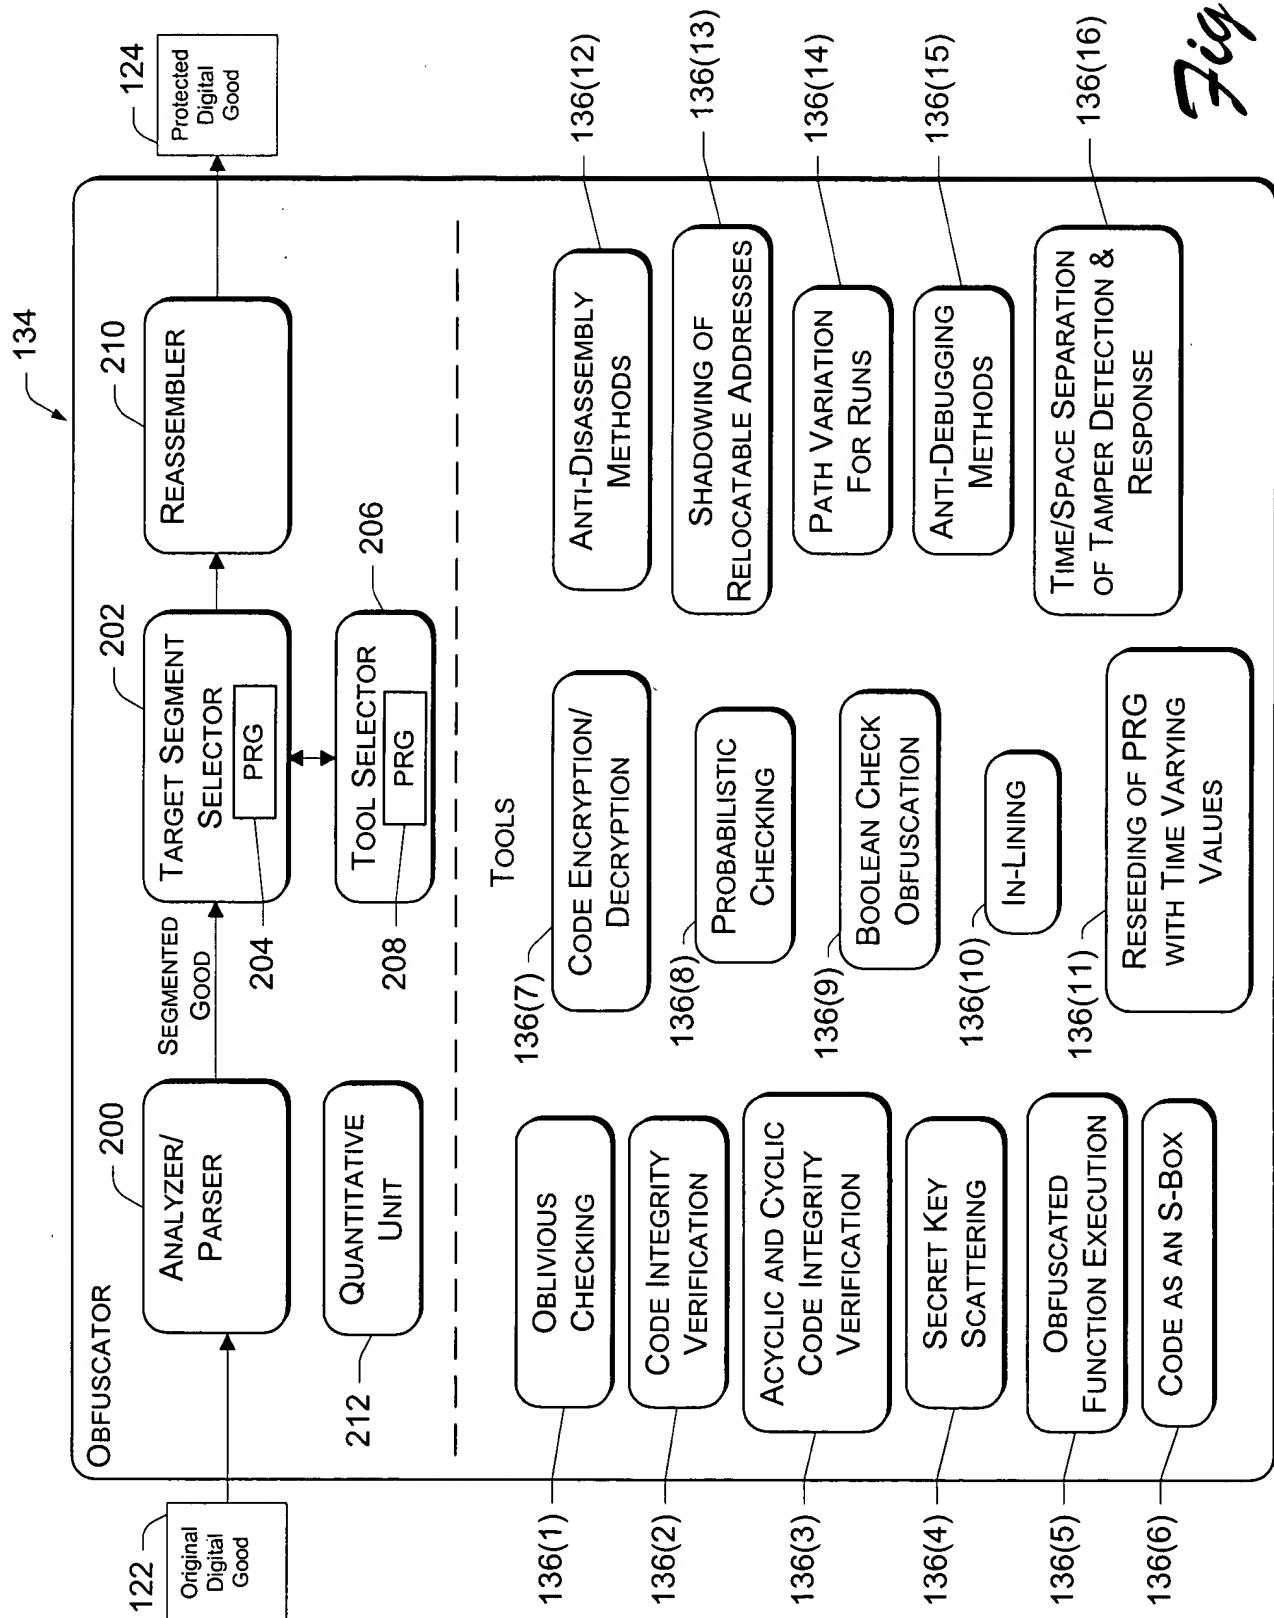 134
122
Original
Digital
Good
OBFUSCATOR
200
ANALYZER/
PARSER
SEGMENTED
GOOD
202
TARGET SEGMENT
SELECTOR
PRG
204
210
REASSEMBLER
124
Protected
Digital
Good
212
QUANTITATIVE
UNIT
206
TOOL SELECTOR
PRG
208
TOOLS
136(1)
OBLIVIOUS
CHECKING
136(2)
CODE INTEGRITY
VERIFICATION
136(3)
ACYCLIC AND CYCLIC
CODE INTEGRITY
VERIFICATION
136(4)
SECRET KEY
SCATTERING
136(5)
OBFUSCATED
FUNCTION EXECUTION
136(6)
CODE AS AN S-BOX
136(7)
CODE ENCRYPTION/
DECRYPTION
136(8)
PROBABILISTIC
CHECKING
136(9)
BOOLEAN CHECK
OBFUSCATION
136(10)
IN-LINING
136(11)
RESEEDING OF PRG
WITH TIME VARYING
VALUES
136(12)
ANTI-DISASSEMBLY
METHODS
136(13)
SHADOWING OF
RELOCATABLE ADDRESSES
136(14)
PATH VARIATION
FOR RUNS
136(15)
ANTI-DEBUGGING
METHODS
136(16)
TIME/SPACE SEPARATION
OF TAMPER DETECTION &
RESPONSE
Fig